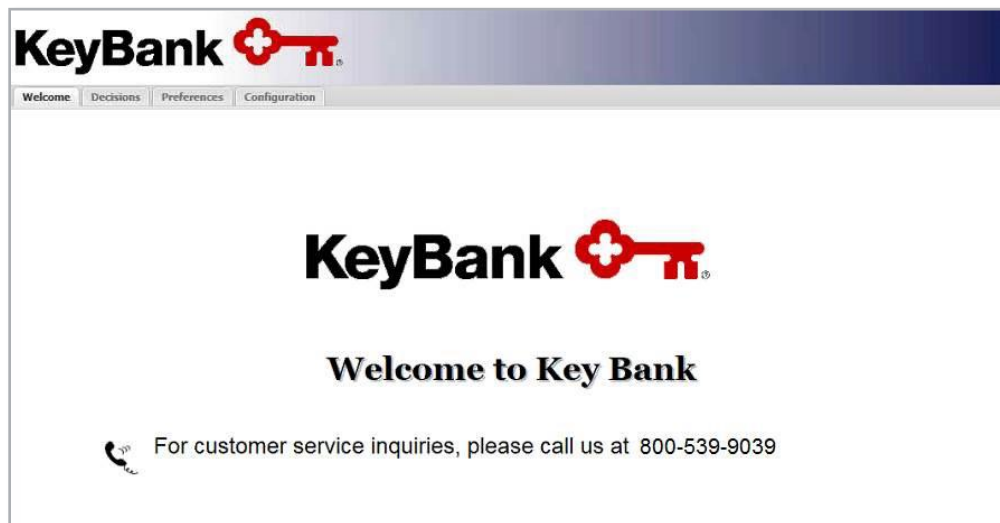 KeyBank
Welcome Decisions Preferences Configuration
KeyBank
Welcome to Key Bank
For customer service inquiries, please call us at 800-539-9039